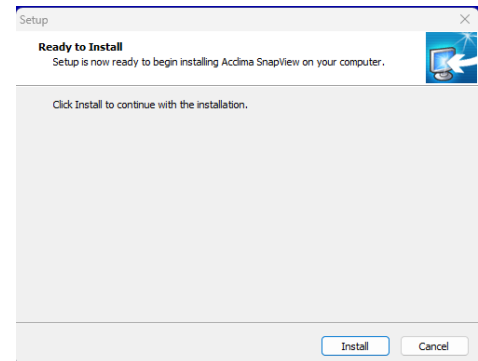 Setup
Ready to Install
Setup is now ready to begin installing Acclima SnapView on your computer.
Click Install to continue with the installation.
Install
Cancel